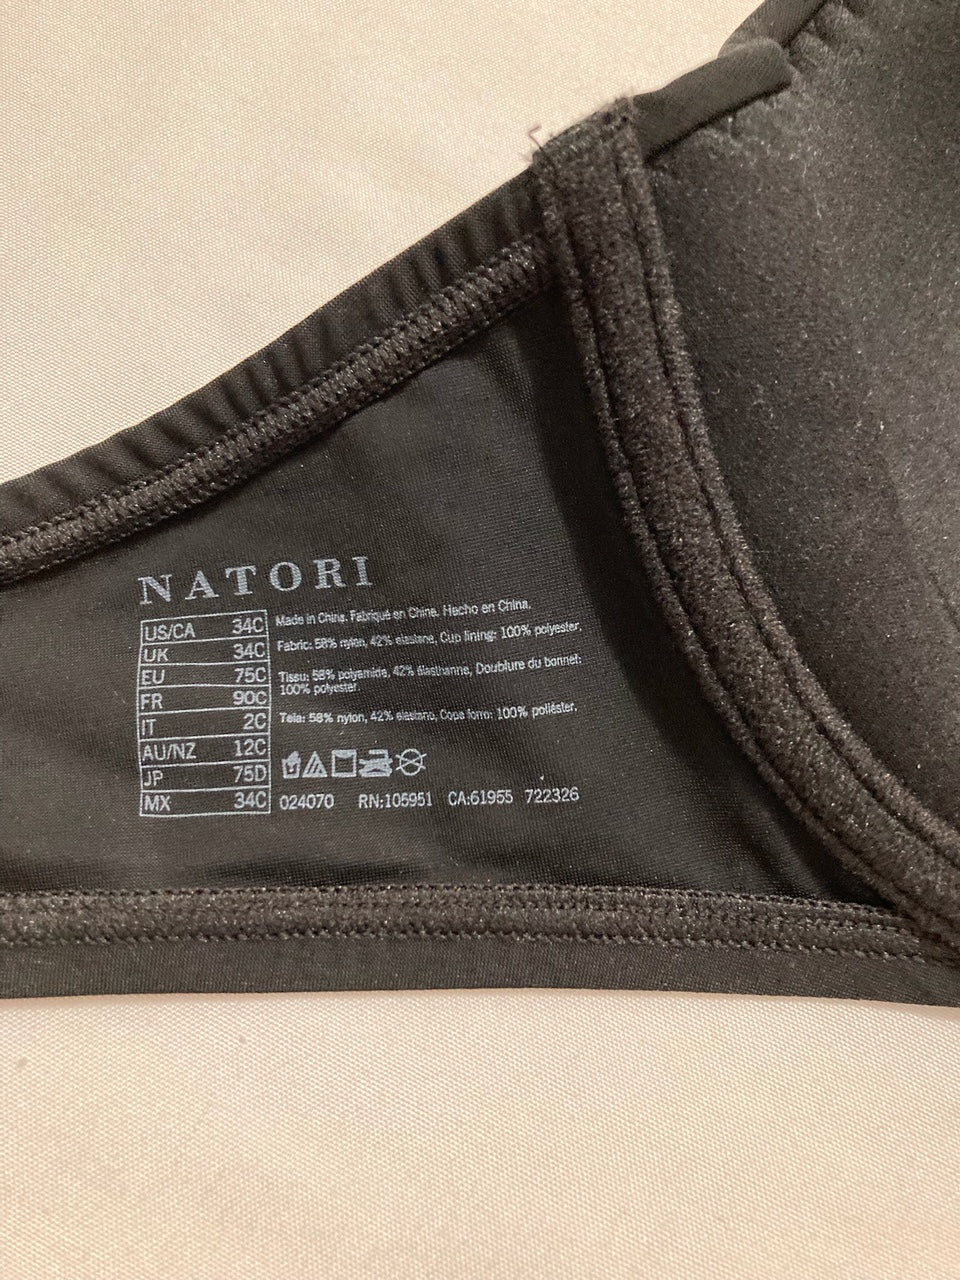 NATORI
US/CA 34C
UK 34C
EU 75C
FR 90C
IT 2C
AU/NZ 12C
JP 75D
MX 34C
Made in China. Fabriqué en Chine. Hecho en China.
Fabric: 58% nylon, 42% elastane, Cup lining: 100% polyester.
Tissu: 58% polyamide, 42% élasthanne, Doublure du bonnet:
100% polyester.
Tela: 58% nylon, 42% elastano, Copa forro: 100% poliéster.
024070 RN:105951 CA:61955 722326